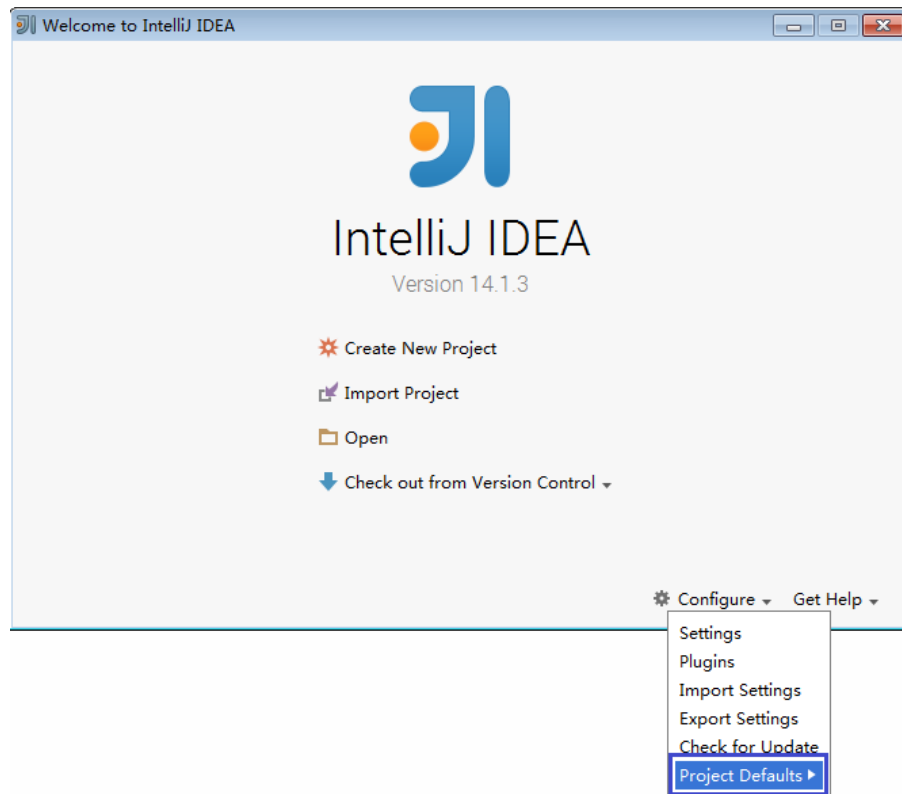 Welcome to IntelliJ IDEA
IntelliJ IDEA
Version 14.1.3
Create New Project
Import Project
Open
Check out from Version Control
Configure Get Help
Settings
Plugins
Import Settings
Export Settings
Check for Update
Project Defaults